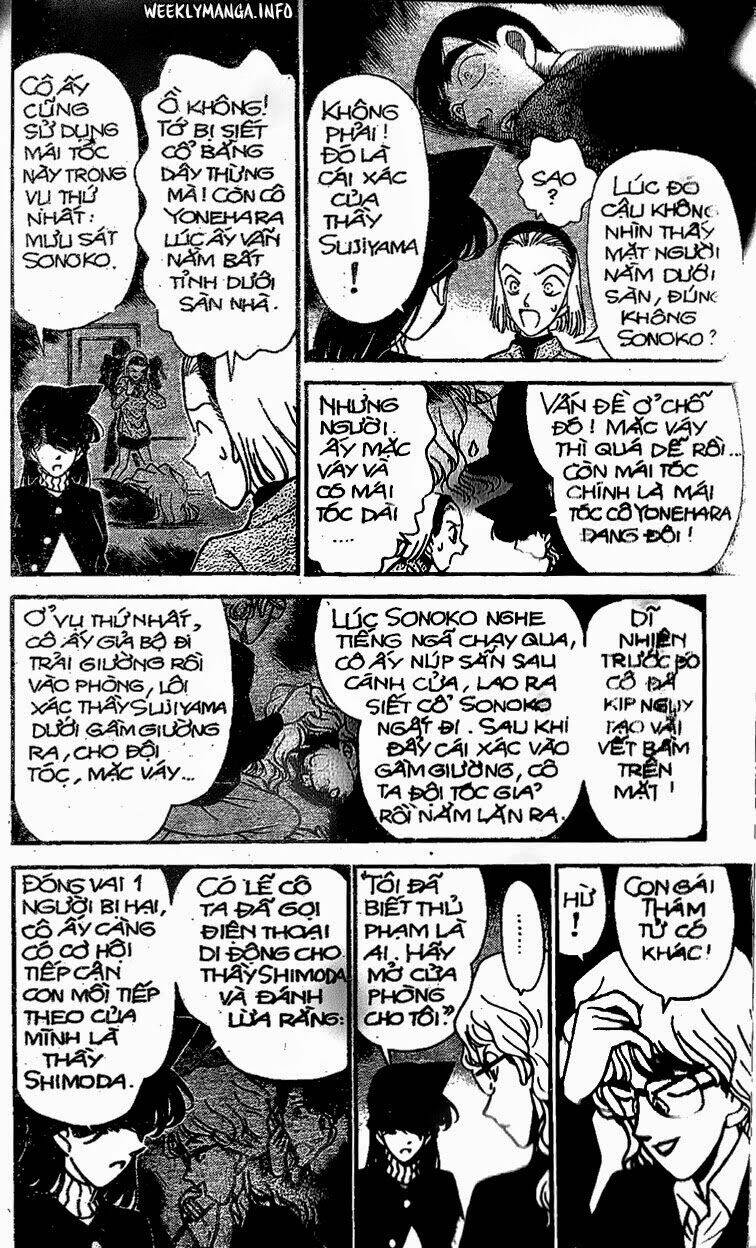 WEEKLYMANGA.INFO
CÔ ẤY
CŨNG
SỬ DỤNG
MÁI TỐC
NÀY TRONG
VỤ THỨ
NHẤT:
MƯU SÁT
SONOKO.
Ồ KHÔNG!
TỚ BỊ SIẾT
CỔ BẰNG
DÂY THỪNG
MÀ! CÒN CÔ
YONEHARA
LÚC ẤY VẪN
NẰM BẤT
TỈNH DƯỚI
SÀN NHÀ.
KHÔNG
PHẢI!
ĐÓ LÀ
CÁI XÁC
CỦA
THẦY
SUJIYAMA
!
SAO
?
LÚC ĐÓ
CẬU KHÔNG
NHÌN THẤY
MẶT NGƯỜI
NẰM DƯỚI
SÀN, ĐÚNG
KHÔNG
SONOKO?
NHƯNG
NGƯỜI
ẤY MẶC
VÁY VÀ
CÓ MÁI
TÓC DÀI
....
VẤN ĐỀ Ở CHỖ
ĐÓ! MẶC VÁY
THÌ QUÁ DỄ RỒI...
CÒN MÁI TÓC
CHÍNH LÀ MÁI
TÓC CÔ YONEHARA
ĐANG ĐỘI!
Ở VỤ THỨ NHẤT,
CÔ ẤY GIẢ BỘ ĐI
TRẢI GIƯỜNG RỒI
VÀO PHÒNG, LÔI
XÁC THẦY SUJIYAMA
DƯỚI GẦM GIƯỜNG
RA, CHO ĐỘI
TÓC, MẶC VÁY...
LÚC SONOKO NGHE
TIẾNG NGÃ CHẠY QUA,
CÔ ẤY NÚP SẴN SAU
CÁNH CỬA, LAO RA
SIẾT CỔ SONOKO
NGẤT ĐI. SAU KHI
ĐẨY CÁI XÁC VÀO
GẦM GIƯỜNG, CÔ
TA ĐỘI TÓC GIẢ
RỒI NẰM LĂN RA.
DĨ
NHIÊN
TRƯỚC ĐÓ
CÔ ĐÃ
KỊP NGỤY
TẠO VÀI
VẾT BẦM
TRÊN
MẶT!
ĐÓNG VAI 1
NGƯỜI BỊ HẠI,
CÔ ẤY CÀNG
CÓ CƠ HỘI
TIẾP CẬN
CON MỒI TIẾP
THEO CỦA
MÌNH LÀ
THẦY
SHIMODA.
CÓ LẼ CÔ
TA ĐÃ GỌI
ĐIỆN THOẠI
DI ĐỘNG CHO
THẦY SHIMODA
VÀ ĐÁNH
LỪA RẰNG:
"TÔI ĐÃ
BIẾT THỦ
PHẠM LÀ
AI. HÃY
MỞ CỬA
PHÒNG
CHO TÔI."
......
HỪ
!
CON GÁI
THÁM
TỬ CÓ
KHÁC!